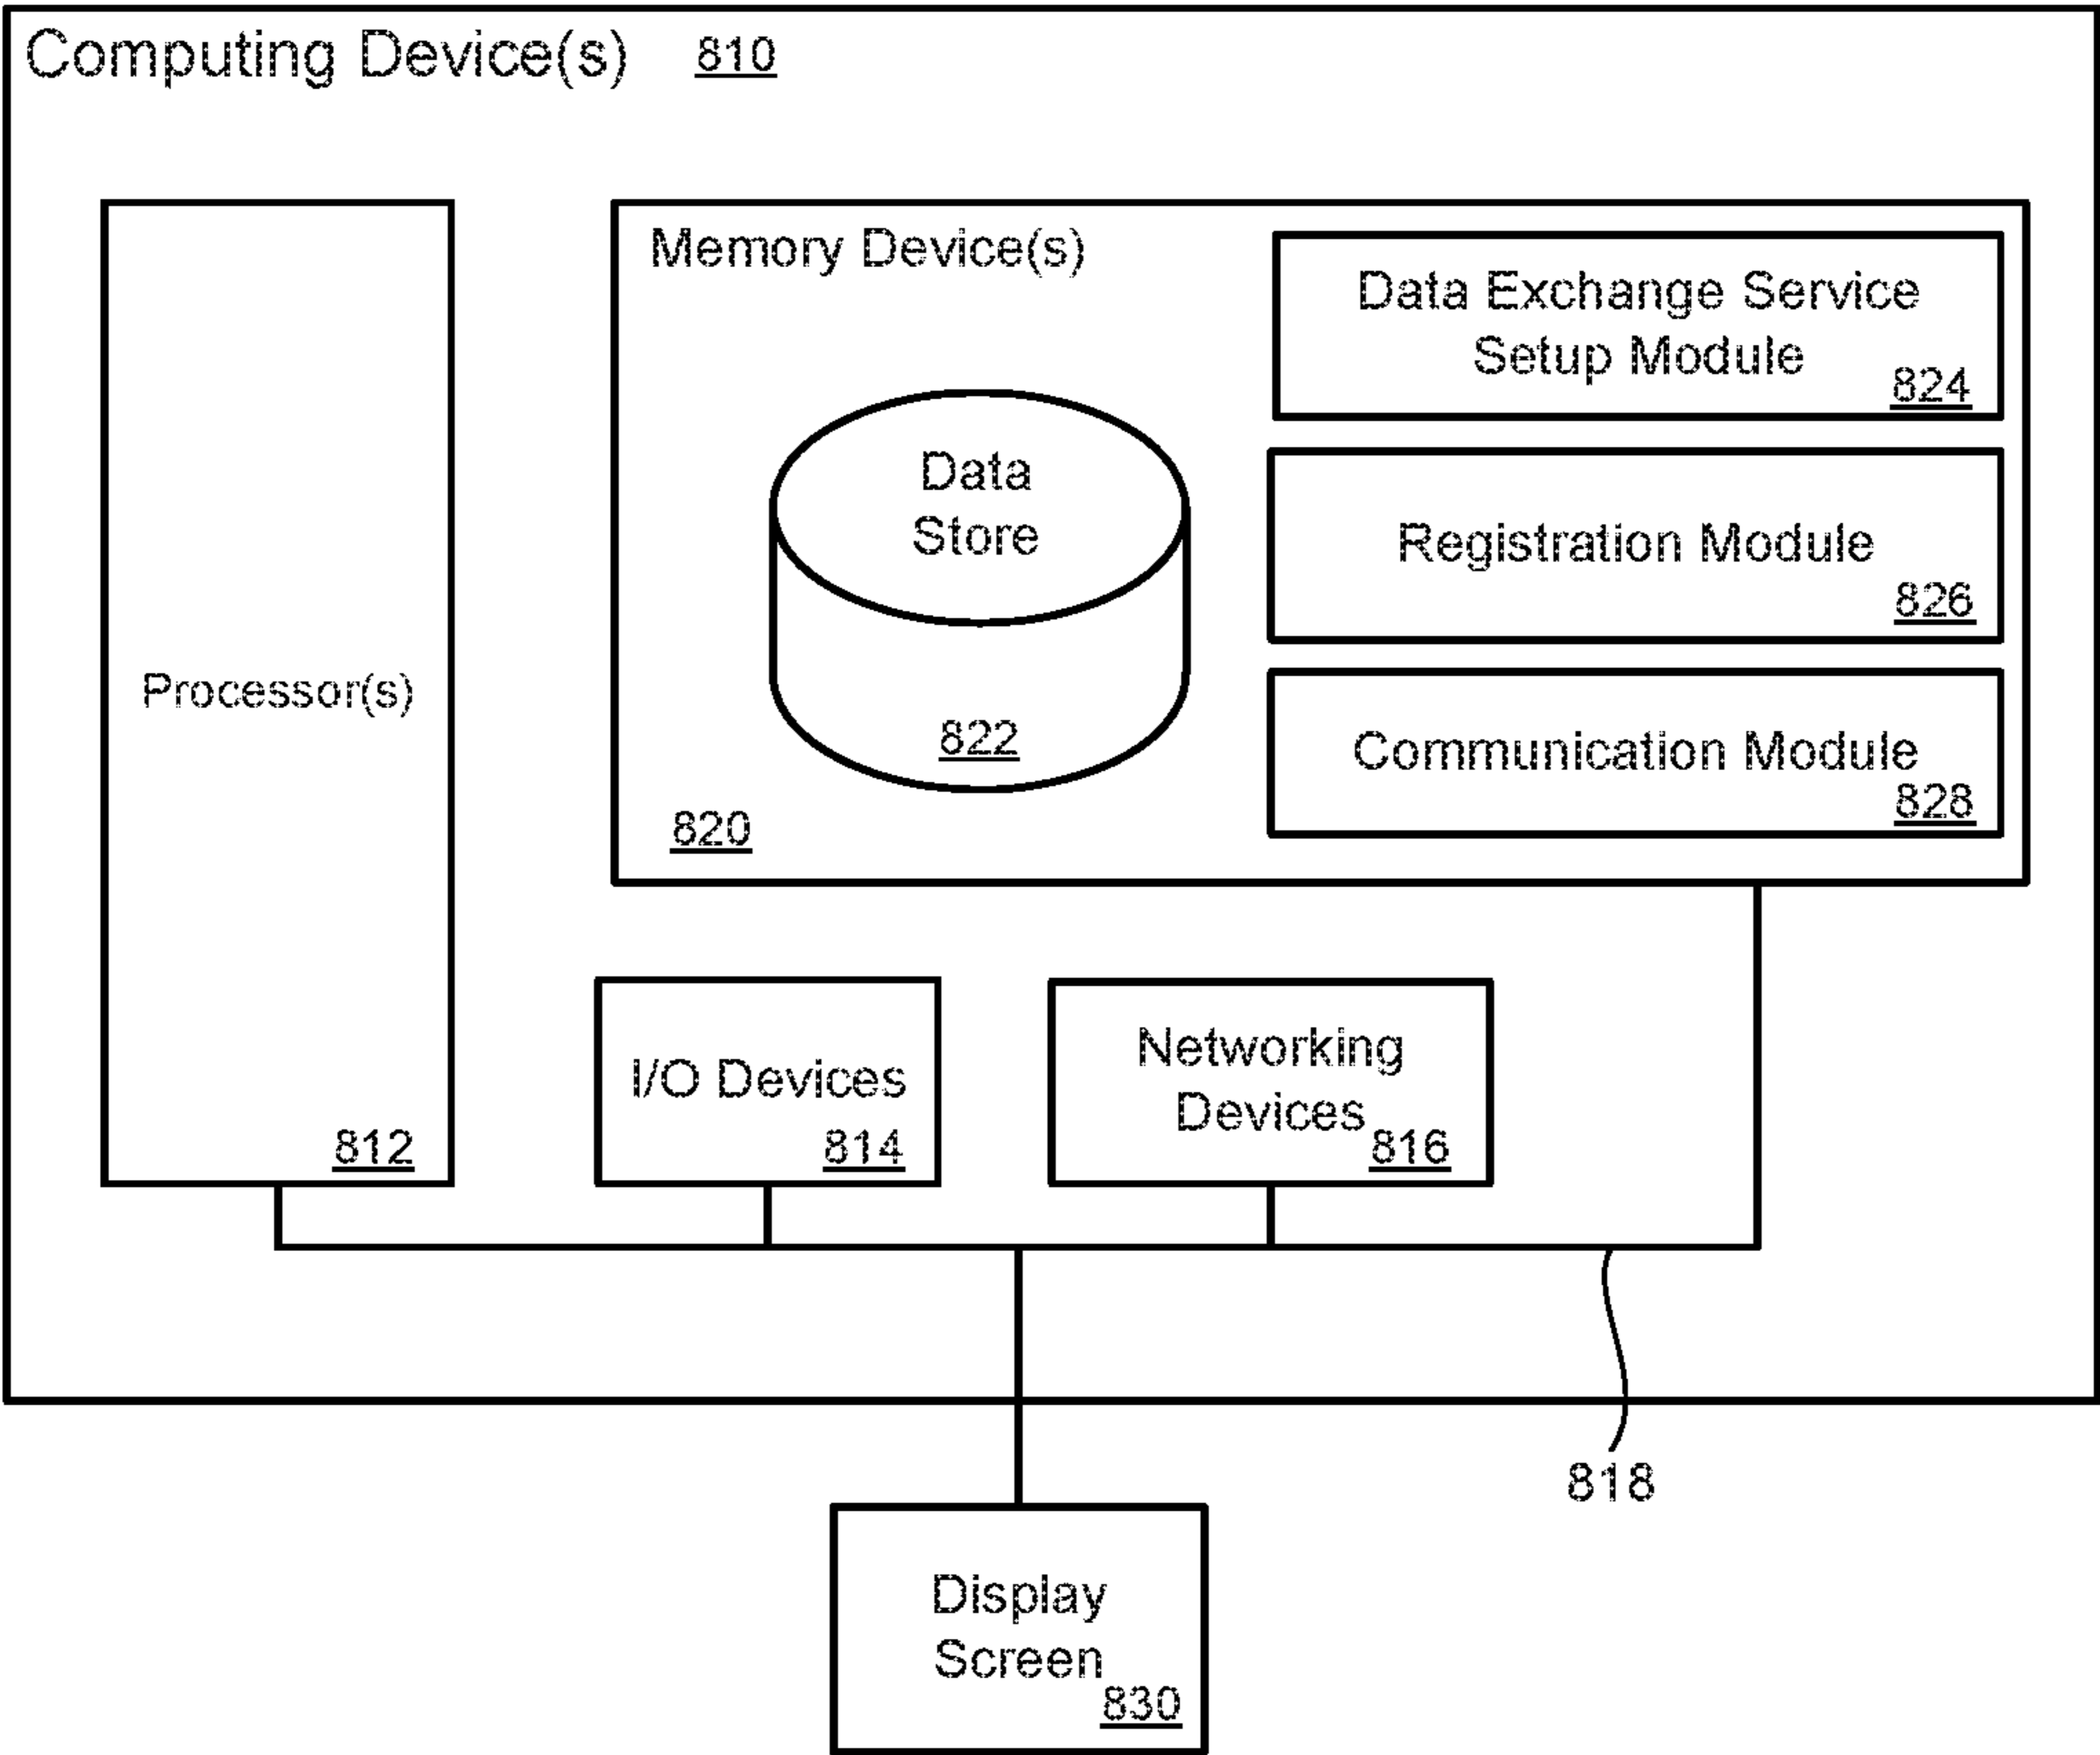 Computing Device(s) 810
Memory Device(s)
Data Exchange Service
Setup Module
824
Data
Store
822
Registration Module
826
Communication Module
828
820
Processor(s)
812
I/O Devices
814
Networking
Devices
816
818
Display
Screen
830